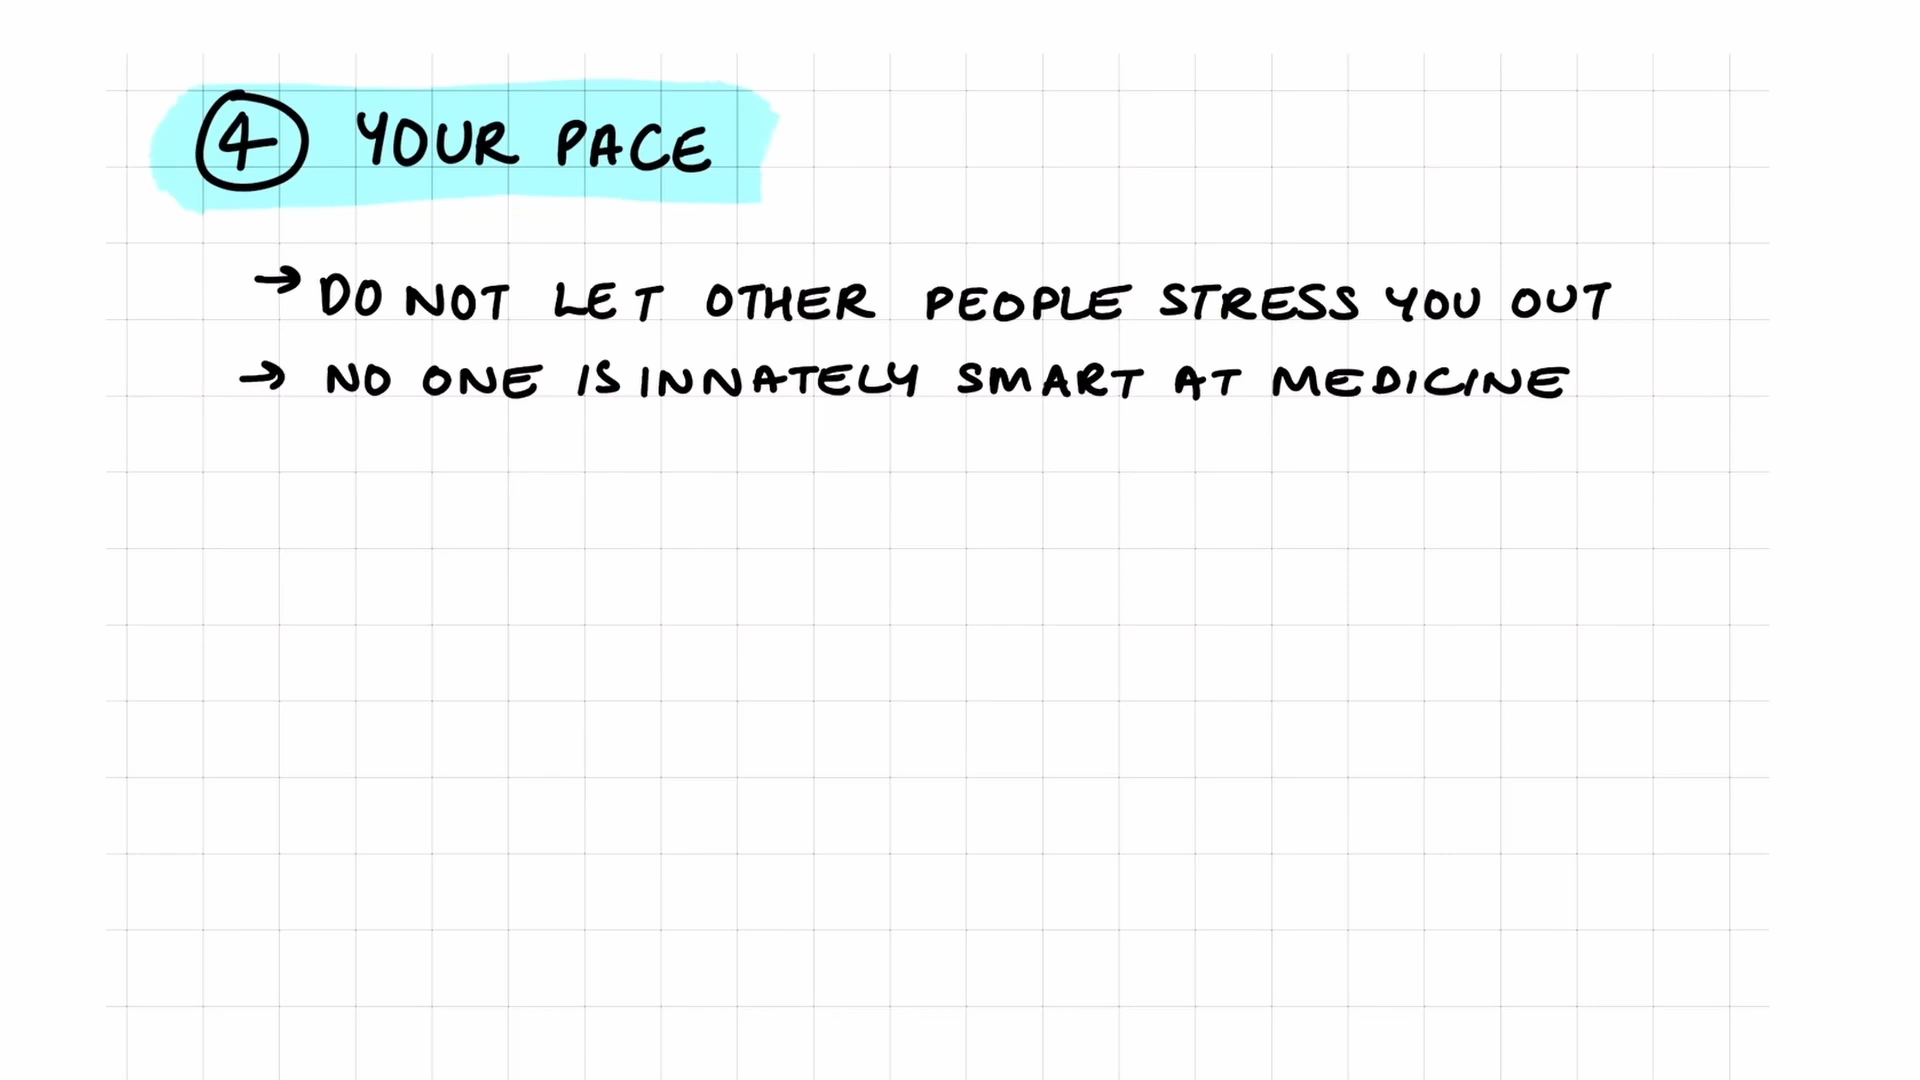 ④ YOUR PACE
→ DO NOT LET OTHER PEOPLE STRESS YOU OUT
→ NO ONE IS INNATELY SMART AT MEDICINE